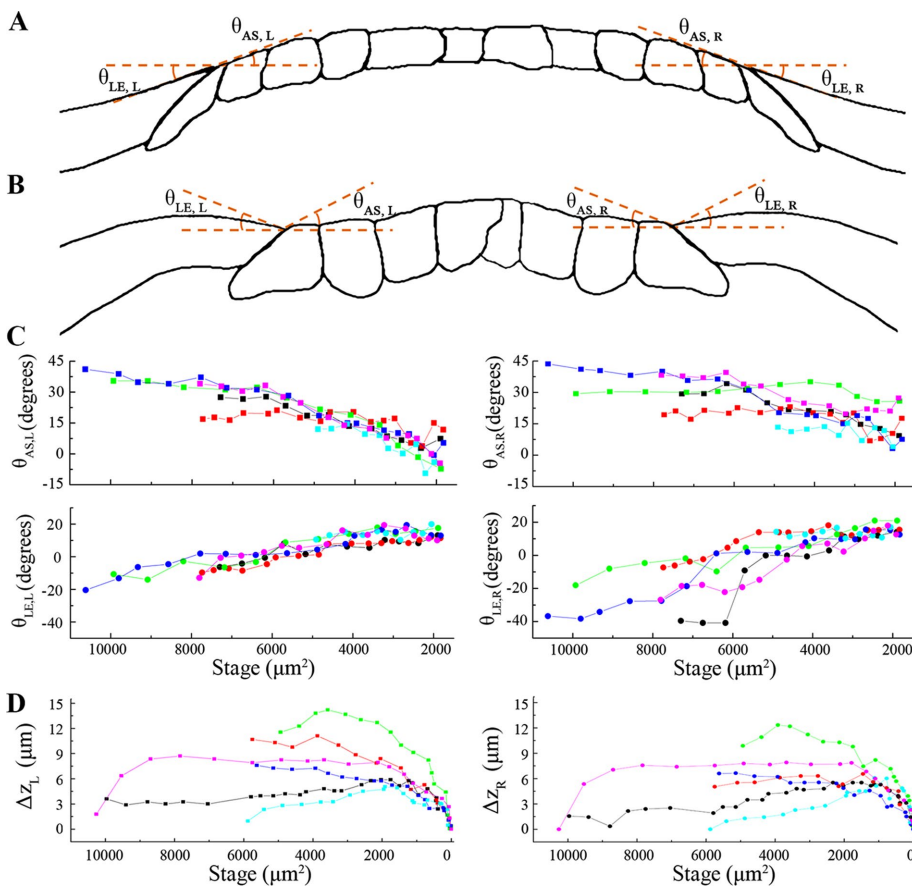 A
θAS, L
θAS, R
θLE, L
θLE, R
B
θLE, L
θAS, L
θAS, R
θLE, R
C
45
30
15
0
-15
θAS,L(degrees)
45
30
15
0
-15
θAS,R(degrees)
20
0
-20
-40
θLE,L(degrees)
10000 8000 6000 4000 2000
Stage (μm²)
20
0
-20
-40
θLE,R(degrees)
10000 8000 6000 4000 2000
Stage (μm²)
D
15
12
9
6
3
0
ΔZL (μm)
10000 8000 6000 4000 2000 0
Stage (μm²)
15
12
9
6
3
0
ΔZR (μm)
10000 8000 6000 4000 2000 0
Stage (μm²)